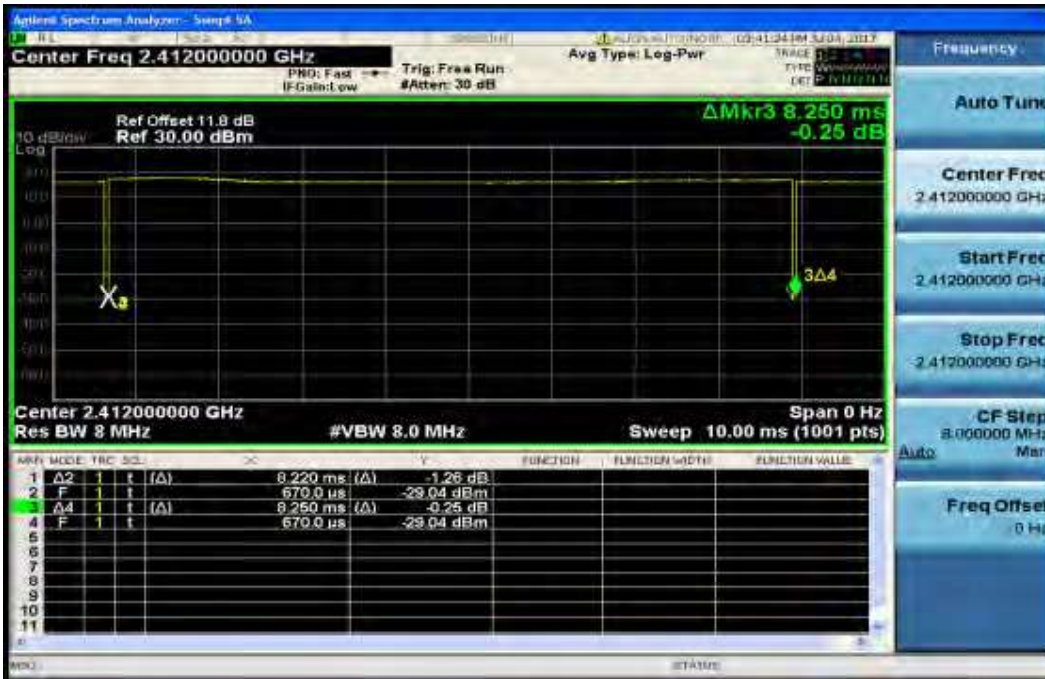 Agilent Spectrum Analyzer - Swept SA
Center Freq 2.412000000 GHz
PNO: Fast
IFGain:Low
Trig: Free Run
#Atten: 30 dB
Avg Type: Log-Pwr
TRACE
TYPE
DET
Frequency
Auto Tune
Ref Offset 11.8 dB
Ref 30.00 dBm
ΔMkr3 8.250 ms
-0.25 dB
10 dB/div
Log
Center Freq
2.412000000 GHz
Start Freq
2.412000000 GHz
3Δ4
3
Stop Freq
2.412000000 GHz
Center 2.412000000 GHz
Span 0 Hz
Res BW 8 MHz
#VBW 8.0 MHz
Sweep 10.00 ms (1001 pts)
CF Step
8.000000 MHz
Auto Man
MKR MODE TRC SCL X Y FUNCTION FUNCTION WIDTH FUNCTION VALUE
1 Δ2 1 t (Δ) 8.220 ms (Δ) -1.26 dB
2 F 1 t 670.0 µs -29.04 dBm
3 Δ4 1 t (Δ) 8.250 ms (Δ) -0.25 dB
4 F 1 t 670.0 µs -29.04 dBm
5
6
7
8
9
10
11
Freq Offset
0 Hz
MSG
STATUS